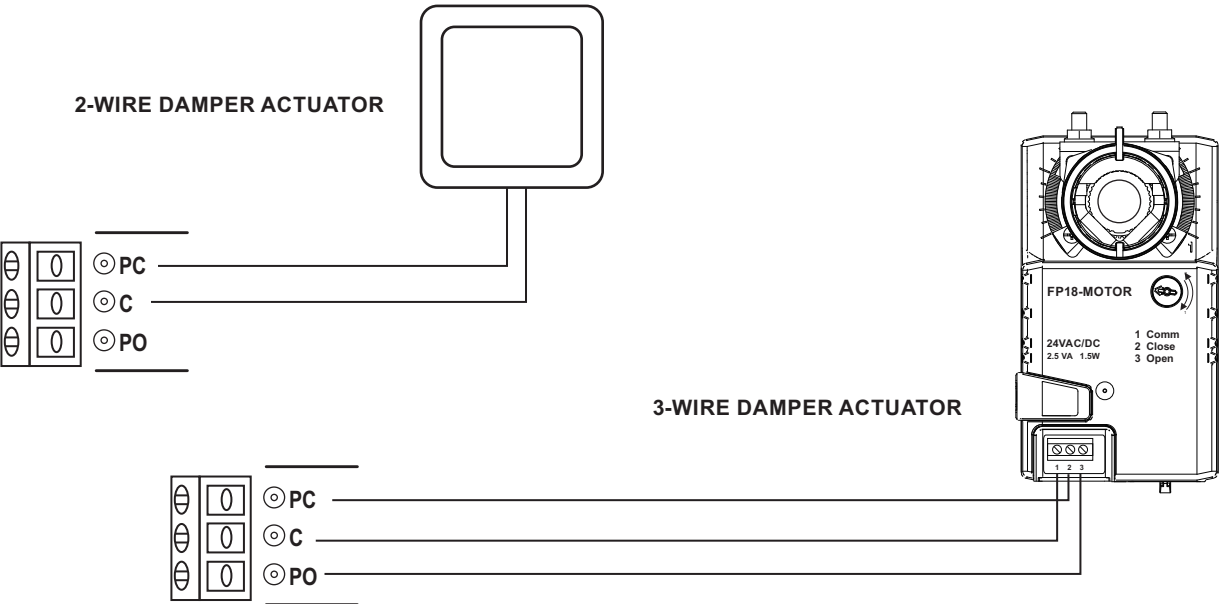 2-WIRE DAMPER ACTUATOR
PC
C
PO
FP18-MOTOR
24VAC/DC
2.5 VA 1.5W
1 Comm
2 Close
3 Open
3-WIRE DAMPER ACTUATOR
1 2 3
PC
C
PO